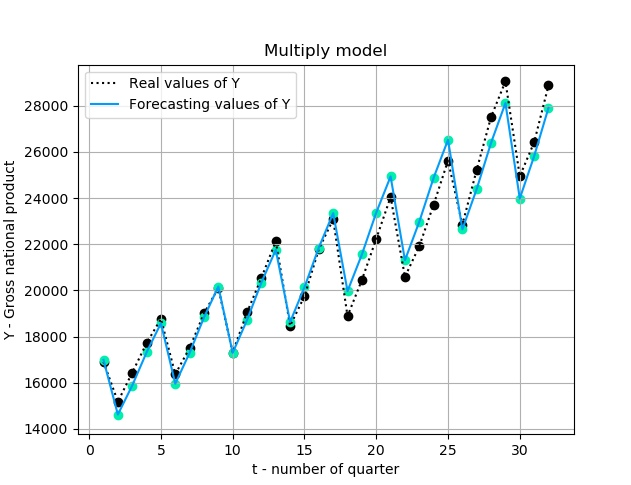 Multiply model
Real values of Y
Forecasting values of Y
28000
26000
24000
22000
20000
18000
16000
14000
Y - Gross national product
0 5 10 15 20 25 30
t - number of quarter